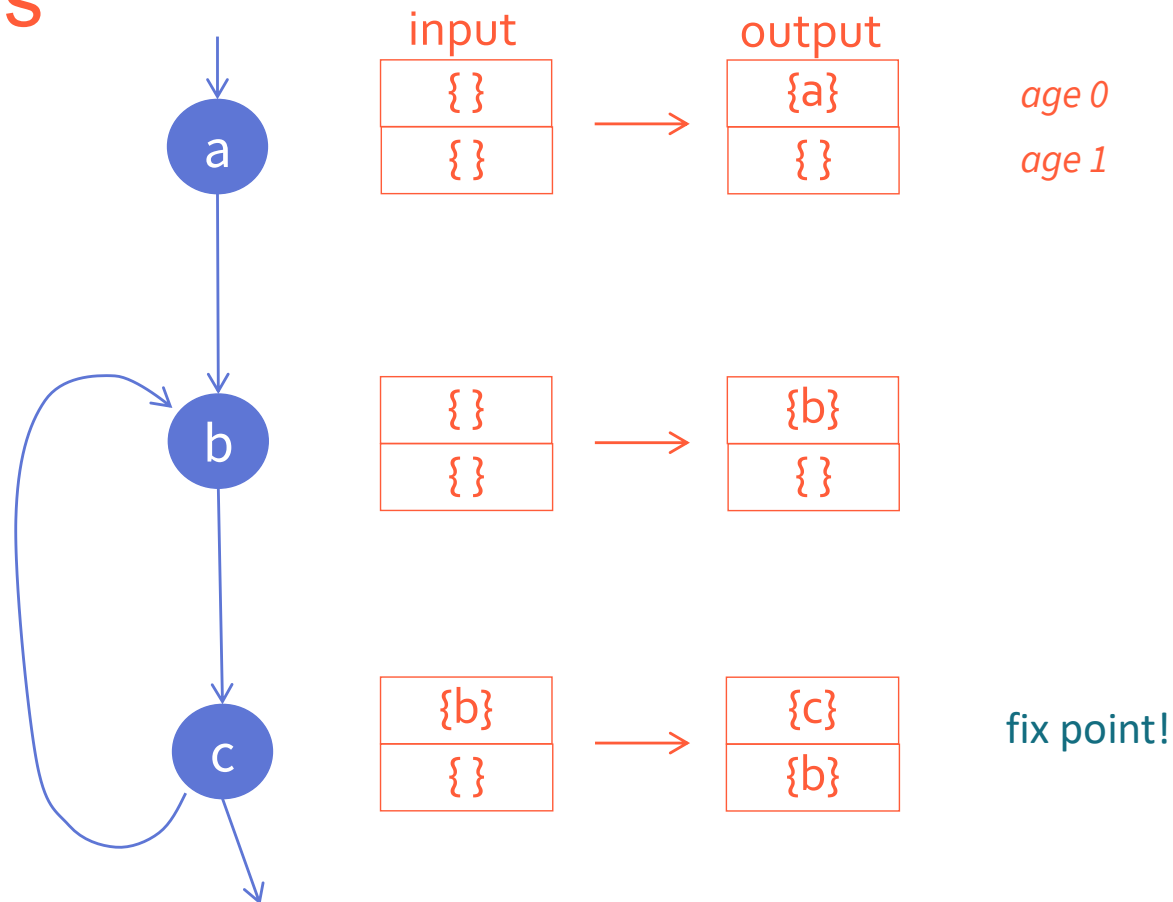 s
input output
{ } {a} age 0
a
{ } { } age 1
{ } {b}
b
{ } { }
{b} {c}
c fix point!
{ } {b}